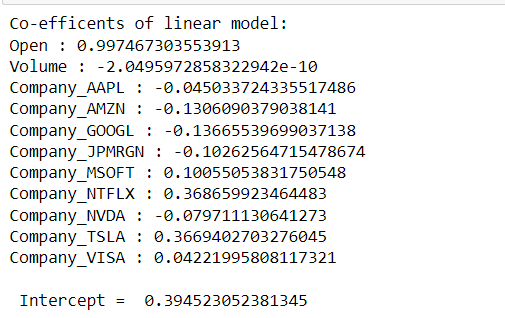 Co-efficents of linear model:
Open : 0.997467303553913
Volume : -2.0495972858322942e-10
Company_AAPL : -0.045033724335517486
Company_AMZN : -0.1306090379038141
Company_GOOGL : -0.13665539699037138
Company_JPMRGN : -0.10262564715478674
Company_MSOFT : 0.10055053831750548
Company_NTFLX : 0.368659923464483
Company_NVDA : -0.079711130641273
Company_TSLA : 0.3669402703276045
Company_VISA : 0.04221995808117321
Intercept = 0.394523052381345